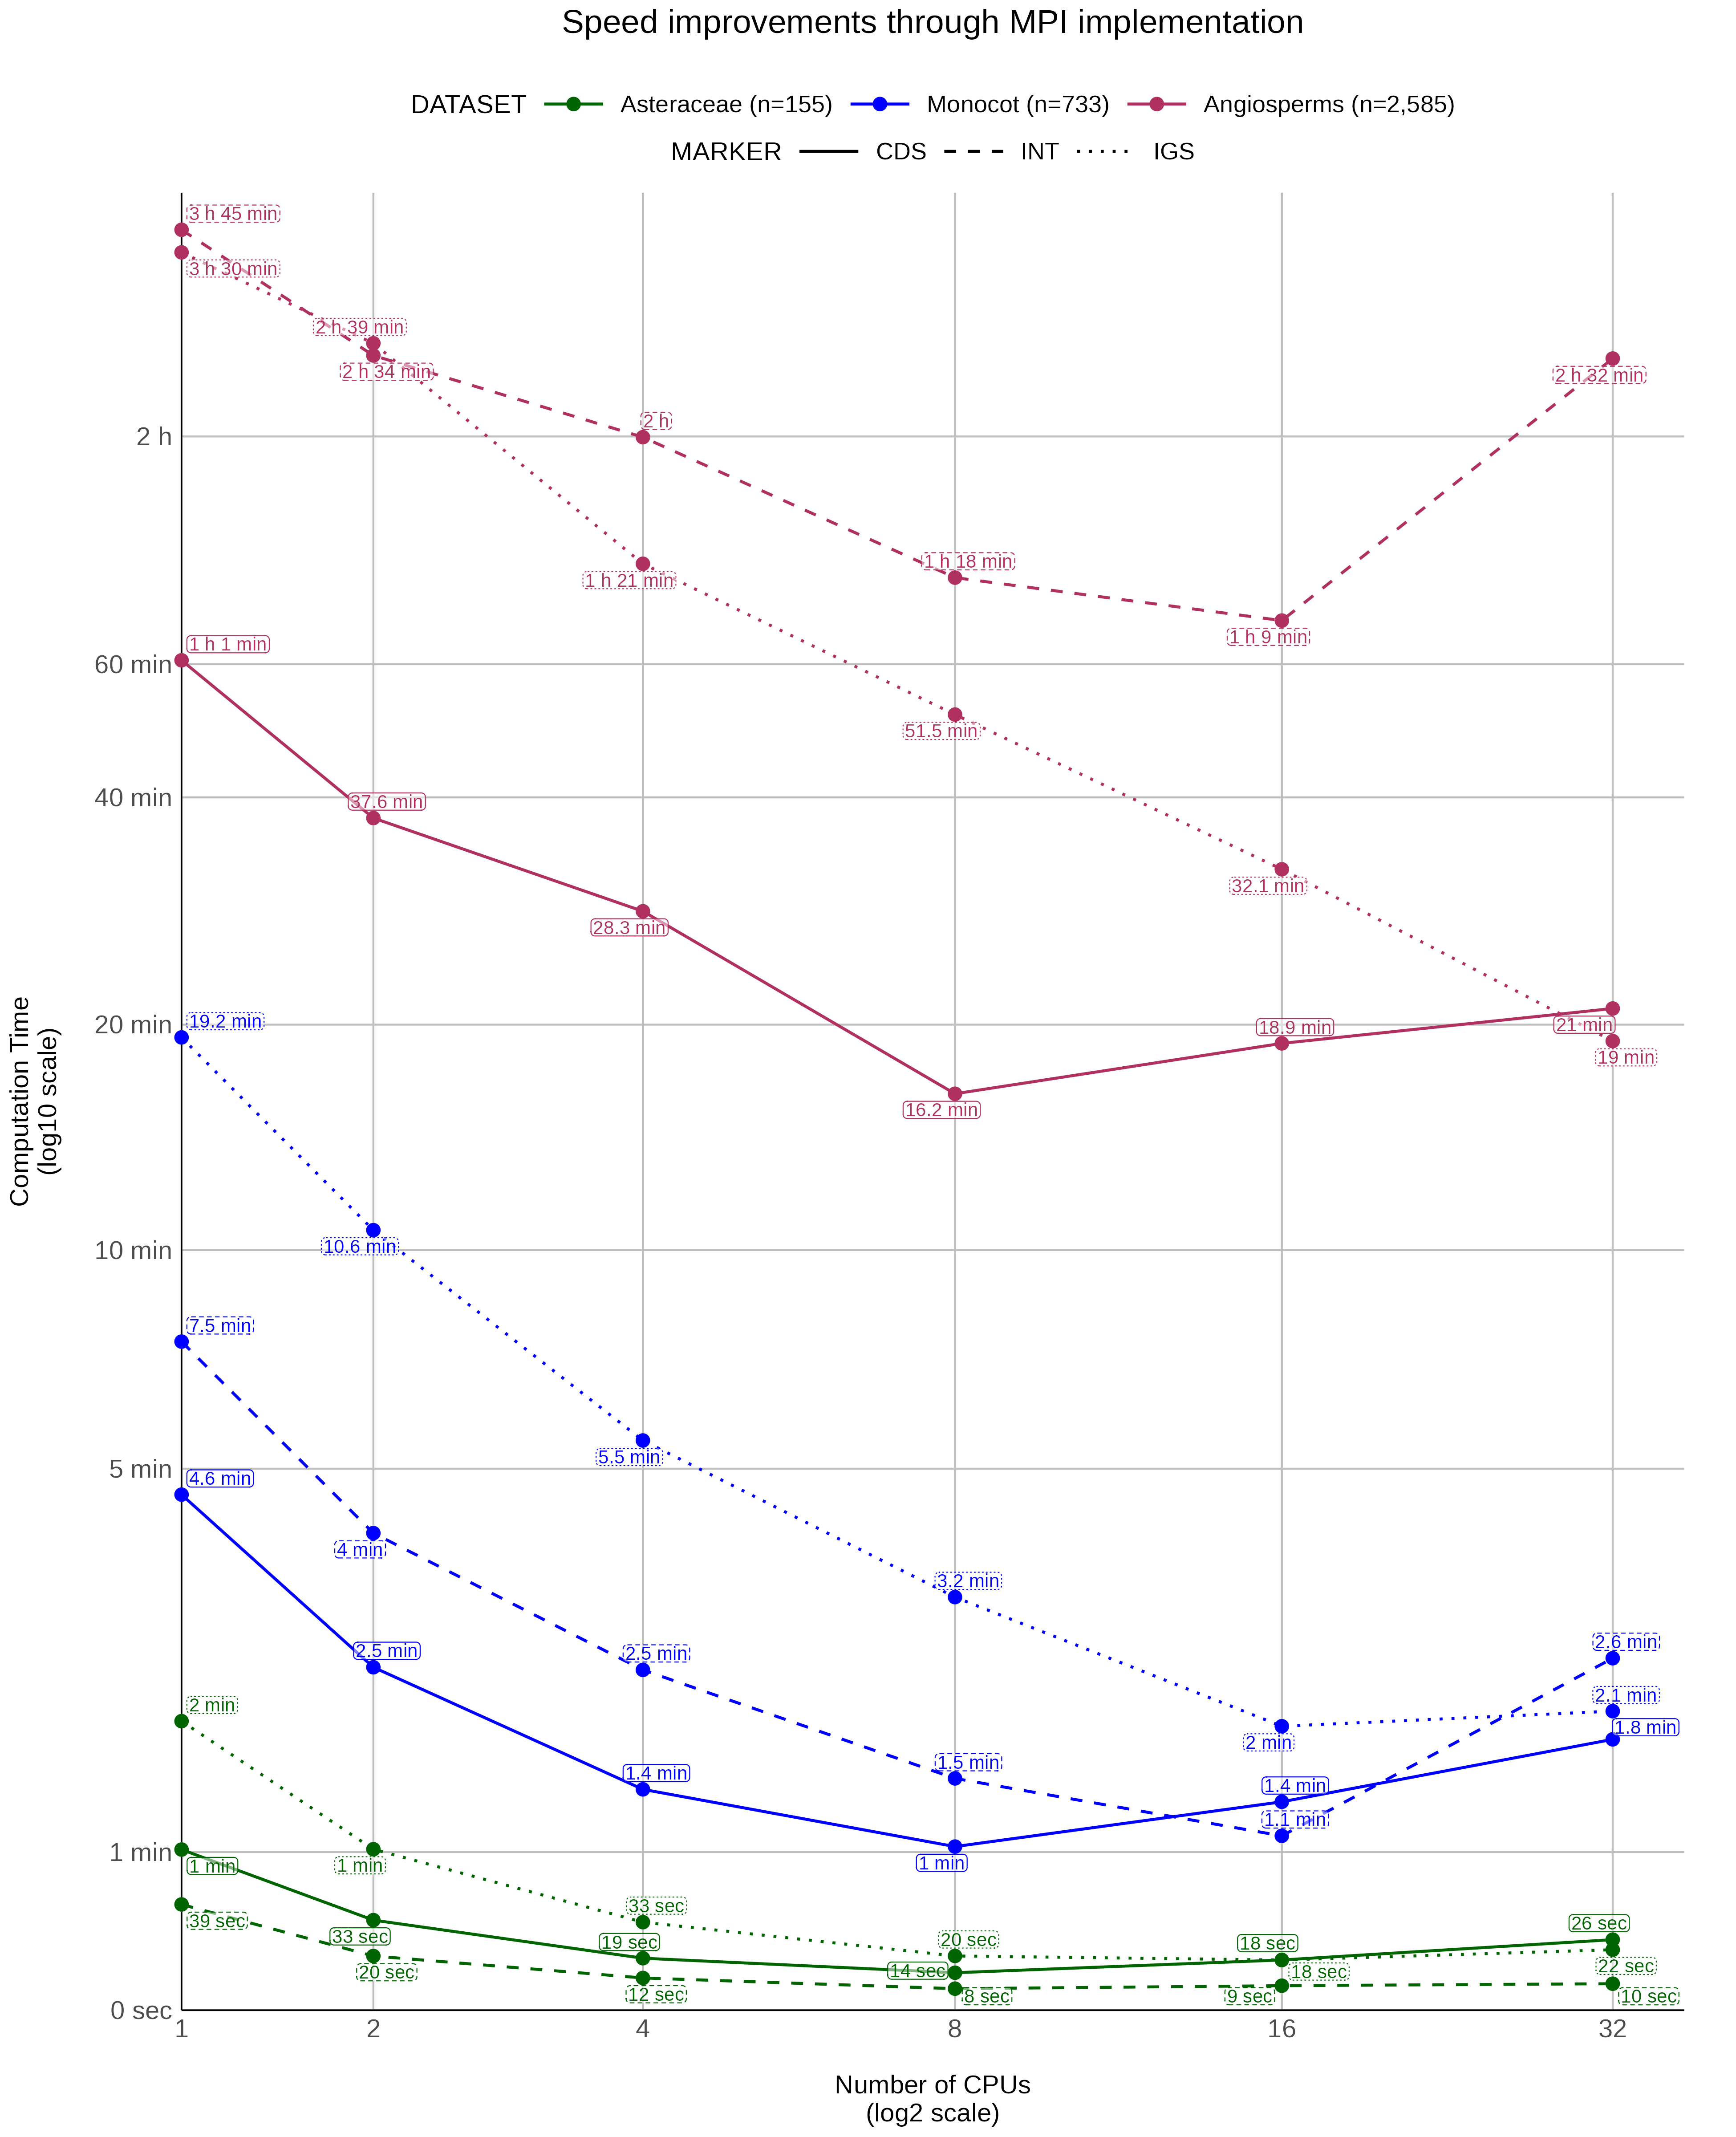 Speed improvements through MPI implementation
DATASET Asteraceae (n=155) Monocot (n=733) Angiosperms (n=2,585)
MARKER CDS INT IGS
3 h 45 min
3 h 30 min
2 h 39 min
2 h 34 min
2 h 32 min
2 h
2 h
1 h 18 min
1 h 21 min
1 h 9 min
1 h 1 min
60 min
51.5 min
40 min
37.6 min
32.1 min
28.3 min
19.2 min
20 min
18.9 min
21 min
19 min
16.2 min
Computation Time
(log10 scale)
10.6 min
10 min
7.5 min
5.5 min
5 min
4.6 min
4 min
3.2 min
2.5 min
2.5 min
2.6 min
2 min
2.1 min
2 min
1.8 min
1.5 min
1.4 min
1.4 min
1.1 min
1 min
1 min
1 min
1 min
33 sec
39 sec
26 sec
33 sec
19 sec
20 sec
18 sec
22 sec
20 sec
14 sec
18 sec
12 sec
8 sec
9 sec
10 sec
0 sec
1 2 4 8 16 32
Number of CPUs
(log2 scale)